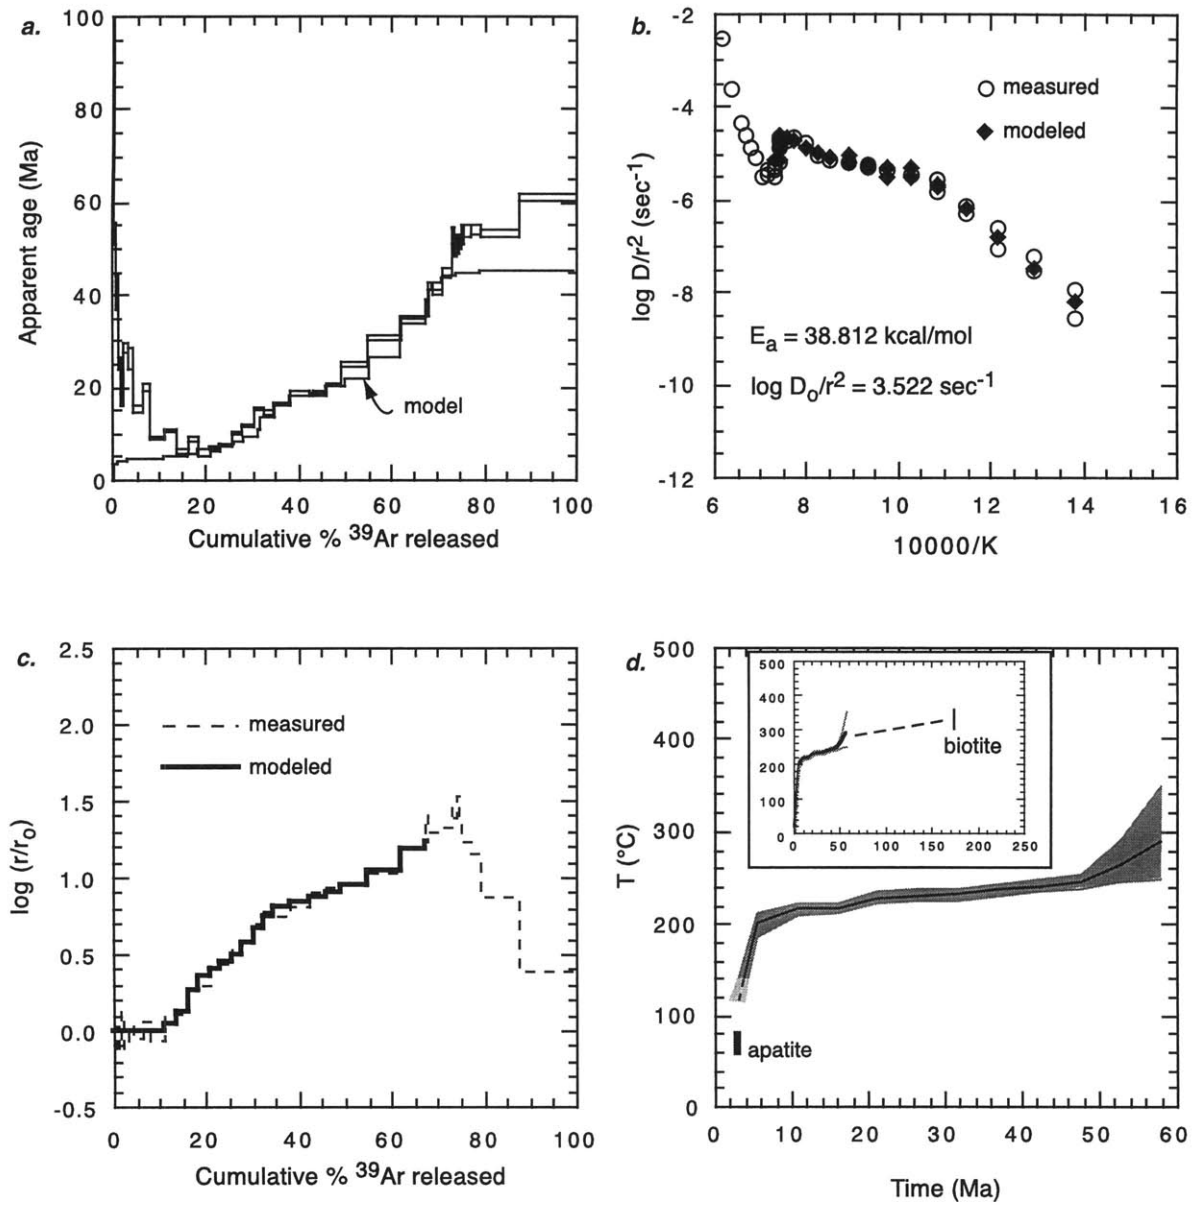 a.
100
80
60
40
20
0
Apparent age (Ma)
model
0 20 40 60 80 100
Cumulative % 39Ar released
b.
-2
-4
-6
-8
-10
-12
log D/r2 (sec-1)
measured
modeled
Ea = 38.812 kcal/mol
log Do/r2 = 3.522 sec-1
6 8 10 12 14 16
10000/K
c.
2.5
2.0
1.5
1.0
0.5
0.0
-0.5
log (r/ro)
measured
modeled
0 20 40 60 80 100
Cumulative % 39Ar released
d.
500
400
300
200
100
0
T (°C)
500
400
300
200
100
0
biotite
0 50 100 150 200 250
apatite
0 10 20 30 40 50 60
Time (Ma)